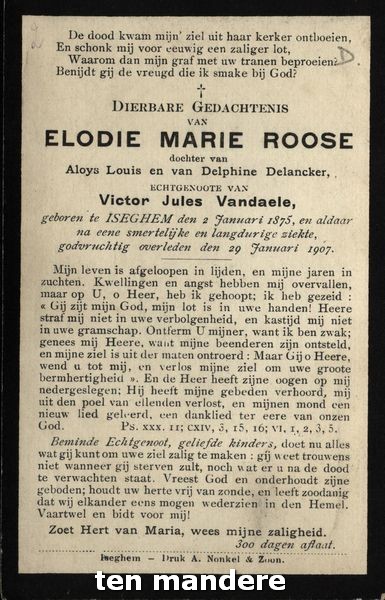 De dood kwam mijn' ziel uit haar kerker ontboeien,
En schonk mij voor eeuwig een zaliger lot,
Waarom dan mijn graf met uw tranen beproeien?
Benijdt gij de vreugd die ik smake bij God?
D.
†
DIERBARE GEDACHTENIS
VAN
ELODIE MARIE ROOSE
dochter van
Aloys Louis en van Delphine Delancker,
ECHTGENOOTE VAN
Victor Jules Vandaele,
geboren te ISEGHEM den 2 Januari 1875, en aldaar
na eene smertelijke en langdurige ziekte,
godvruchtig overleden den 29 Januari 1907.
Mijn leven is afgeloopen in lijden, en mijne jaren in
zuchten. Kwellingen en angst hebben mij overvallen,
maar op U, o Heer, heb ik gehoopt; ik heb gezeid :
« Gij zijt mijn God, mijn lot is in uwe handen! Heere
straf mij niet in uwe verbolgenheid, en kastijd mij niet
in uwe gramschap. Ontferm U mijner, want ik ben zwak;
genees mij Heere, want mijne beenderen zijn ontsteld,
en mijne ziel is uit der maten ontroerd : Maar Gij o Heere,
wend u tot mij, en verlos mijne ziel om uwe groote
bermhertigheid ». En de Heer heeft zijne oogen op mij
nedergeslegen; Hij heeft mijne gebeden verhoord, mij
uit den poel van ellenden verlost, en mijnen mond een
nieuw lied geleerd, een danklied ter eere van onzen
God. Ps. XXX. 11; CXIV, 3, 15, 16; VI, 1, 2, 3, 5.
Beminde Echtgenoot, geliefde kinders, doet nu alles
wat gij kunt om uwe ziel zalig te maken : gij weet trouwens
niet wanneer gij sterven zult, noch wat er u na de dood
te verwachten staat. Vreest God en onderhoudt zijne
geboden; houdt uw herte vrij van zonde, en leeft zoodanig
dat wij elkander eens mogen wederzien in den Hemel.
Vaartwel en bidt voor mij!
Zoet Hert van Maria, wees mijne zaligheid.
300 dagen aflaat.
Iseghem – Druk A. Nonkel & Zoon.
ten mandere